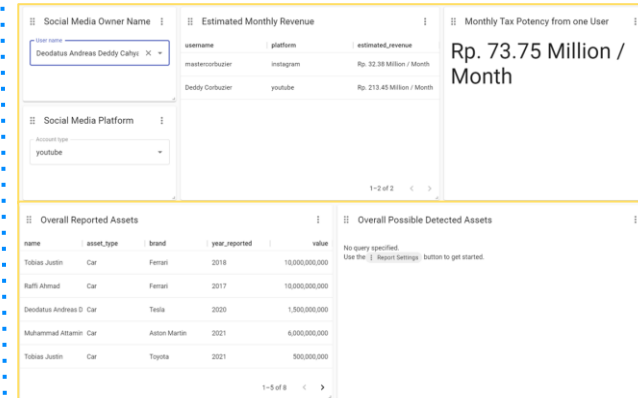 Social Media Owner Name
User name
Deodatus Andreas Deddy Cahy
Social Media Platform
Account type
youtube
Estimated Monthly Revenue
username platform estimated_revenue
mastercorbuzier instagram Rp. 32.38 Million / Month
Deddy Corbuzier youtube Rp. 213.45 Million / Month
1–2 of 2
Monthly Tax Potency from one User
Rp. 73.75 Million /
Month
Overall Reported Assets
name asset_type brand year_reported value
Tobias Justin Car Ferrari 2018 10,000,000,000
Raffi Ahmad Car Ferrari 2017 10,000,000,000
Deodatus Andreas D Car Tesla 2020 1,500,000,000
Muhammad Attamin Car Aston Martin 2021 6,000,000,000
Tobias Justin Car Toyota 2021 500,000,000
1–5 of 8
Overall Possible Detected Assets
No query specified.
Use the Report Settings button to get started.